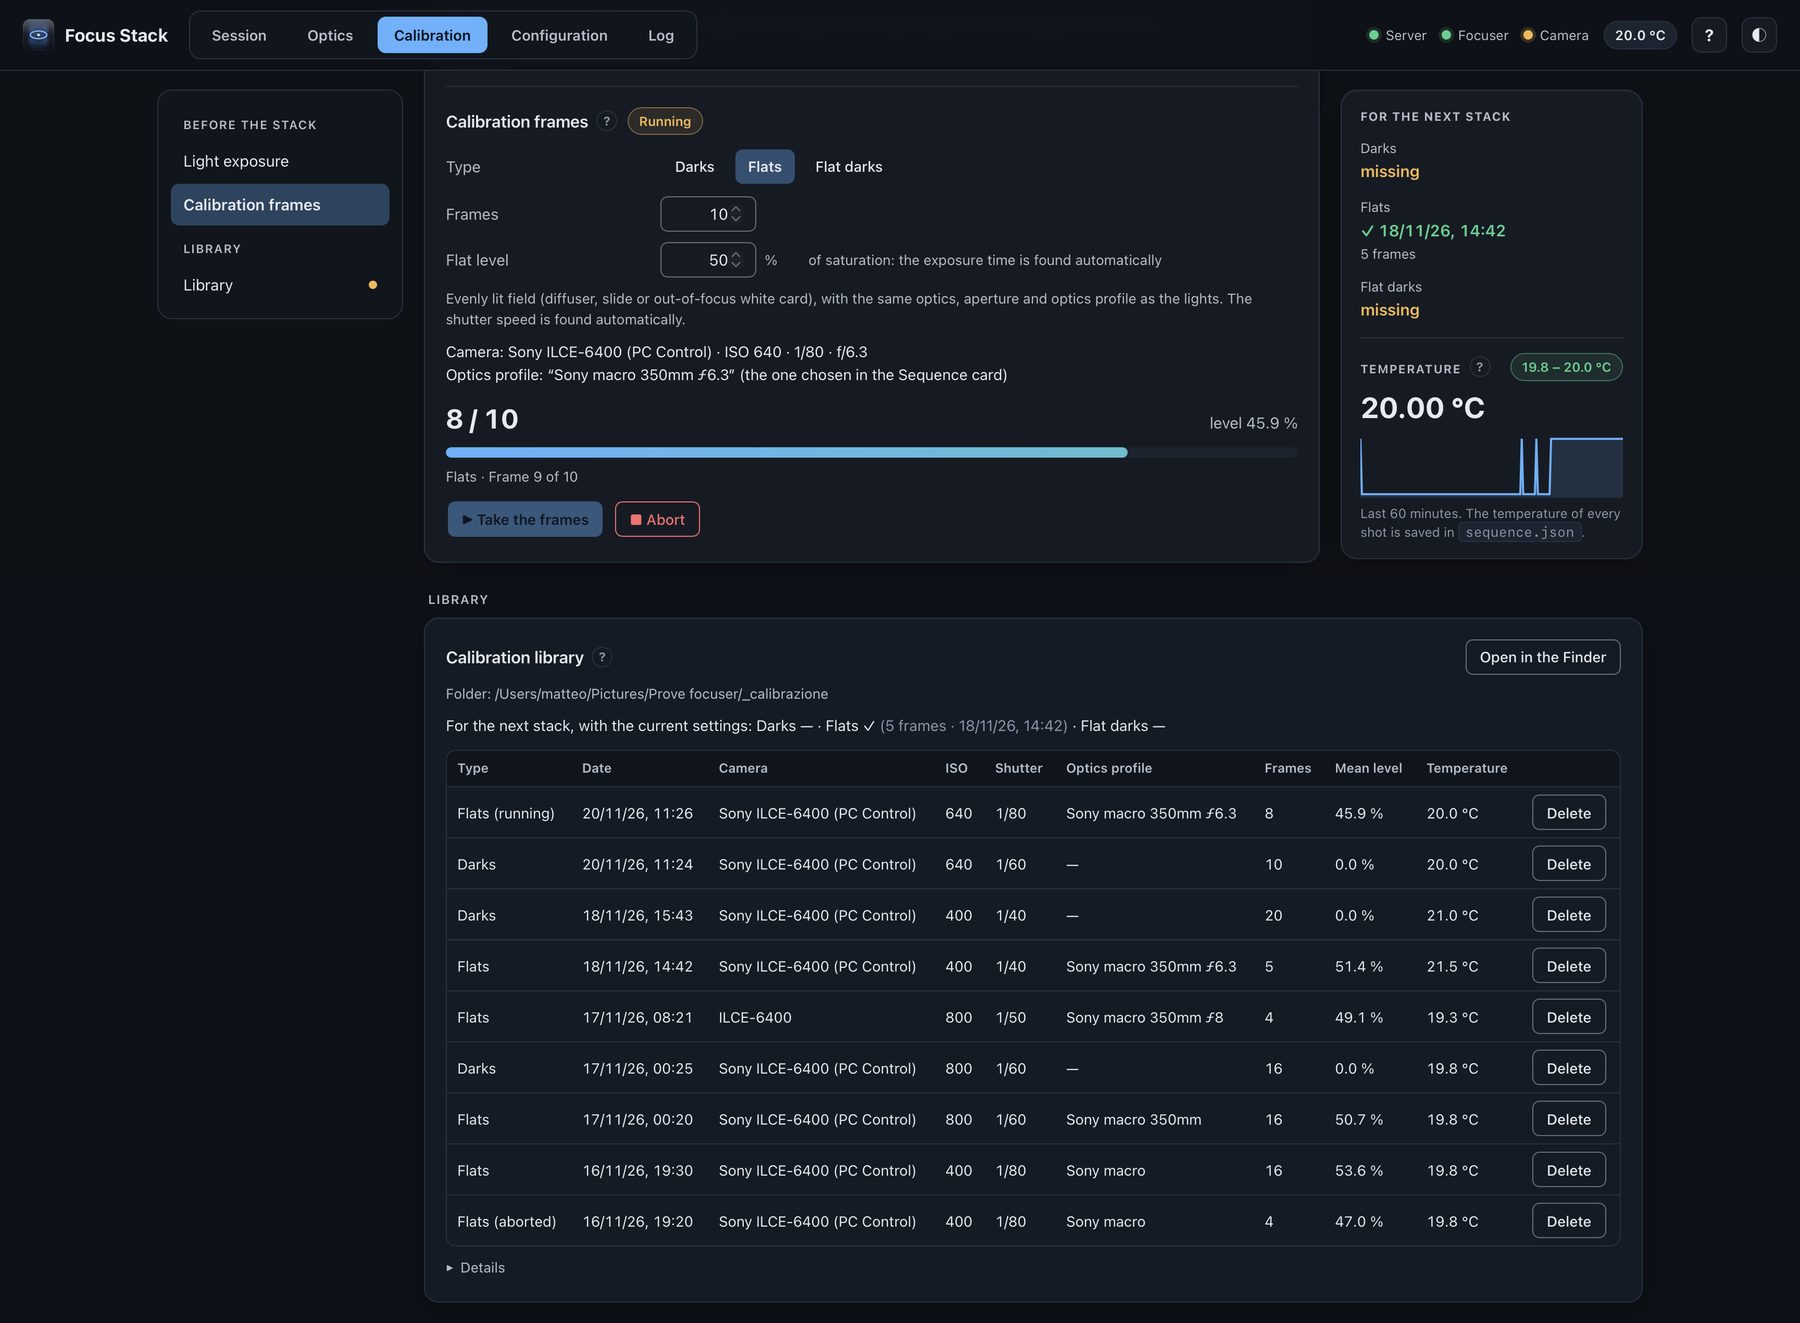 Focus Stack
Session
Optics
Calibration
Configuration
Log
Server
Focuser
Camera
20.0 °C
?
BEFORE THE STACK
Light exposure
Calibration frames
LIBRARY
Library
Calibration frames ? Running
Type Darks Flats Flat darks
Frames 10
Flat level 50 % of saturation: the exposure time is found automatically
Evenly lit field (diffuser, slide or out-of-focus white card), with the same optics, aperture and optics profile as the lights. The
shutter speed is found automatically.
Camera: Sony ILCE-6400 (PC Control) · ISO 640 · 1/80 · f/6.3
Optics profile: “Sony macro 350mm ƒ6.3” (the one chosen in the Sequence card)
8 / 10 level 45.9 %
Flats · Frame 9 of 10
▶ Take the frames
Abort
FOR THE NEXT STACK
Darks
missing
Flats
✓ 18/11/26, 14:42
5 frames
Flat darks
missing
TEMPERATURE ? 19.8 – 20.0 °C
20.00 °C
Last 60 minutes. The temperature of every
shot is saved in sequence.json.
LIBRARY
Calibration library ? Open in the Finder
Folder: /Users/matteo/Pictures/Prove focuser/_calibrazione
For the next stack, with the current settings: Darks — · Flats ✓ (5 frames · 18/11/26, 14:42) · Flat darks —
Type Date Camera ISO Shutter Optics profile Frames Mean level Temperature
Flats (running) 20/11/26, 11:26 Sony ILCE-6400 (PC Control) 640 1/80 Sony macro 350mm ƒ6.3 8 45.9 % 20.0 °C Delete
Darks 20/11/26, 11:24 Sony ILCE-6400 (PC Control) 640 1/60 — 10 0.0 % 20.0 °C Delete
Darks 18/11/26, 15:43 Sony ILCE-6400 (PC Control) 400 1/40 — 20 0.0 % 21.0 °C Delete
Flats 18/11/26, 14:42 Sony ILCE-6400 (PC Control) 400 1/40 Sony macro 350mm ƒ6.3 5 51.4 % 21.5 °C Delete
Flats 17/11/26, 08:21 ILCE-6400 800 1/50 Sony macro 350mm ƒ8 4 49.1 % 19.3 °C Delete
Darks 17/11/26, 00:25 Sony ILCE-6400 (PC Control) 800 1/60 — 16 0.0 % 19.8 °C Delete
Flats 17/11/26, 00:20 Sony ILCE-6400 (PC Control) 800 1/60 Sony macro 350mm 16 50.7 % 19.8 °C Delete
Flats 16/11/26, 19:30 Sony ILCE-6400 (PC Control) 400 1/80 Sony macro 16 53.6 % 19.8 °C Delete
Flats (aborted) 16/11/26, 19:20 Sony ILCE-6400 (PC Control) 400 1/80 Sony macro 4 47.0 % 19.8 °C Delete
▸ Details